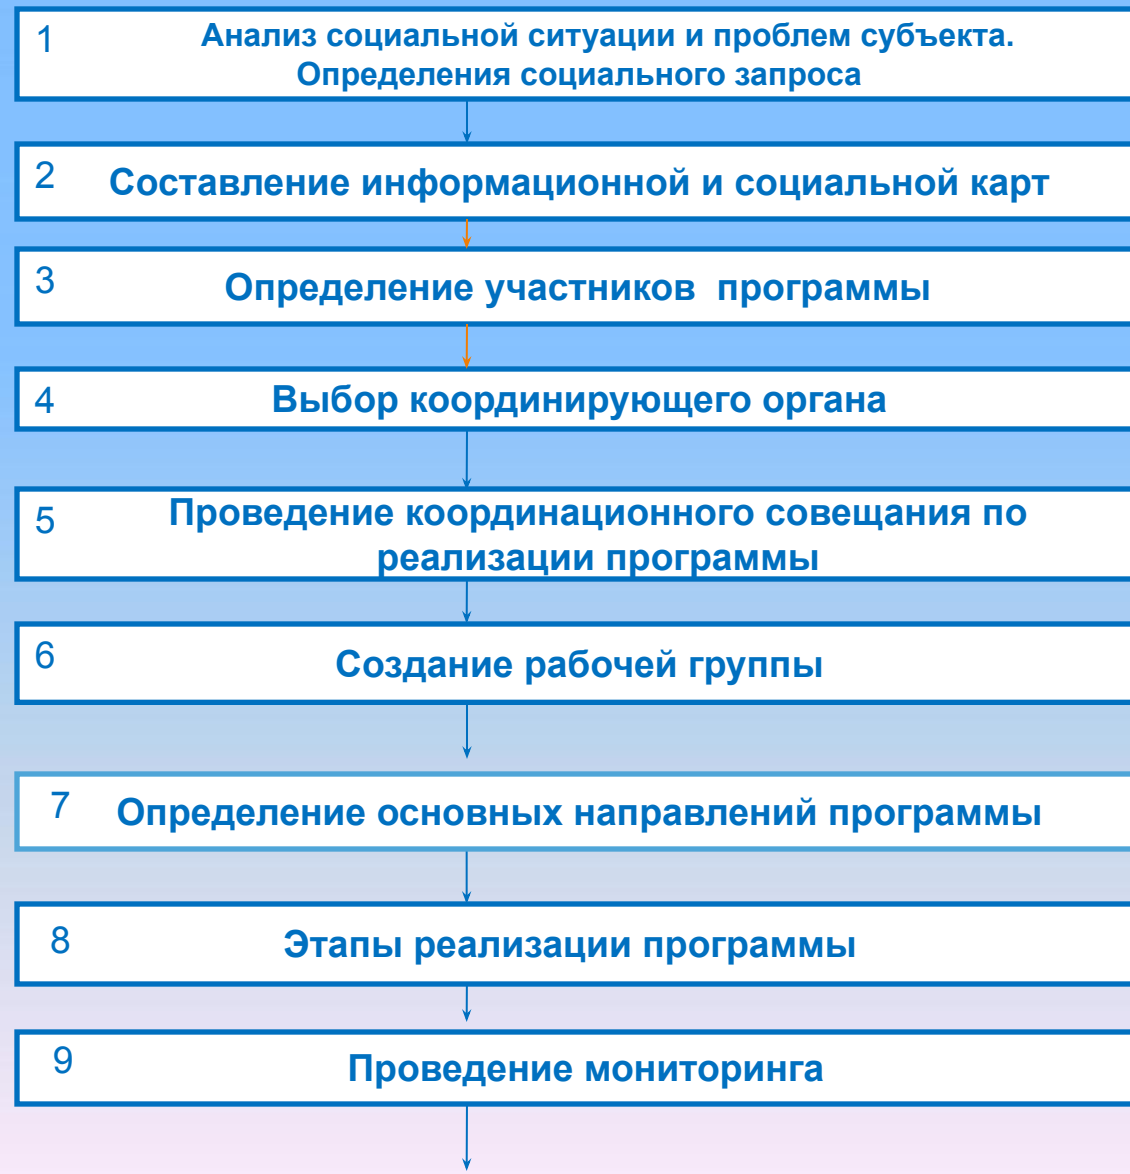 1 Анализ социальной ситуации и проблем субъекта.
Определения социального запроса
2 Составление информационной и социальной карт
3 Определение участников программы
4 Выбор координирующего органа
5 Проведение координационного совещания по
реализации программы
6 Создание рабочей группы
7 Определение основных направлений программы
8 Этапы реализации программы
9 Проведение мониторинга